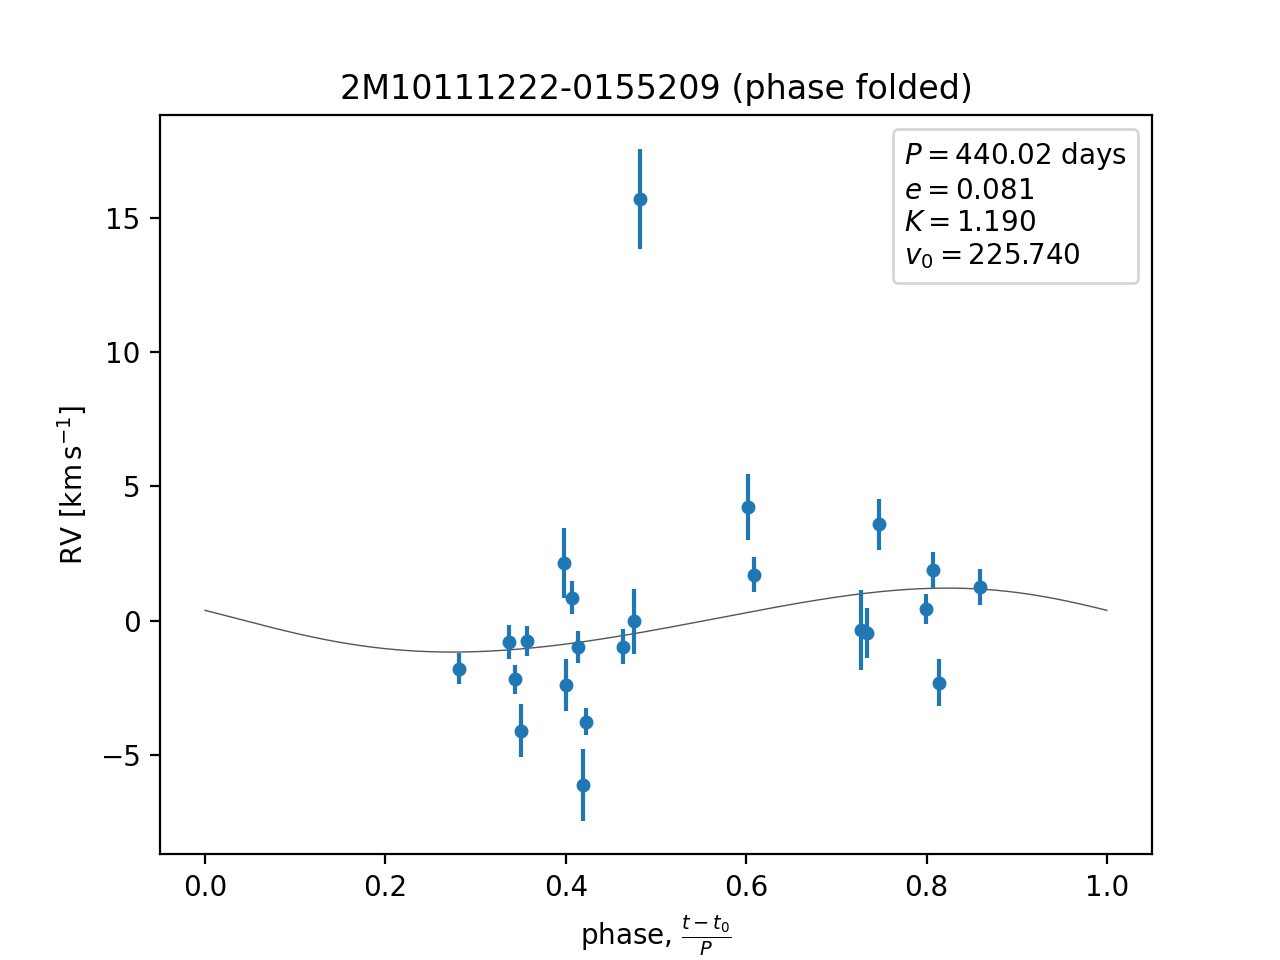 2M10111222-0155209 (phase folded)
P = 440.02 days
e = 0.081
K = 1.190
v₀ = 225.740
15
10
5
0
−5
RV [km s⁻¹]
0.0 0.2 0.4 0.6 0.8 1.0
phase, (t − t₀)/P